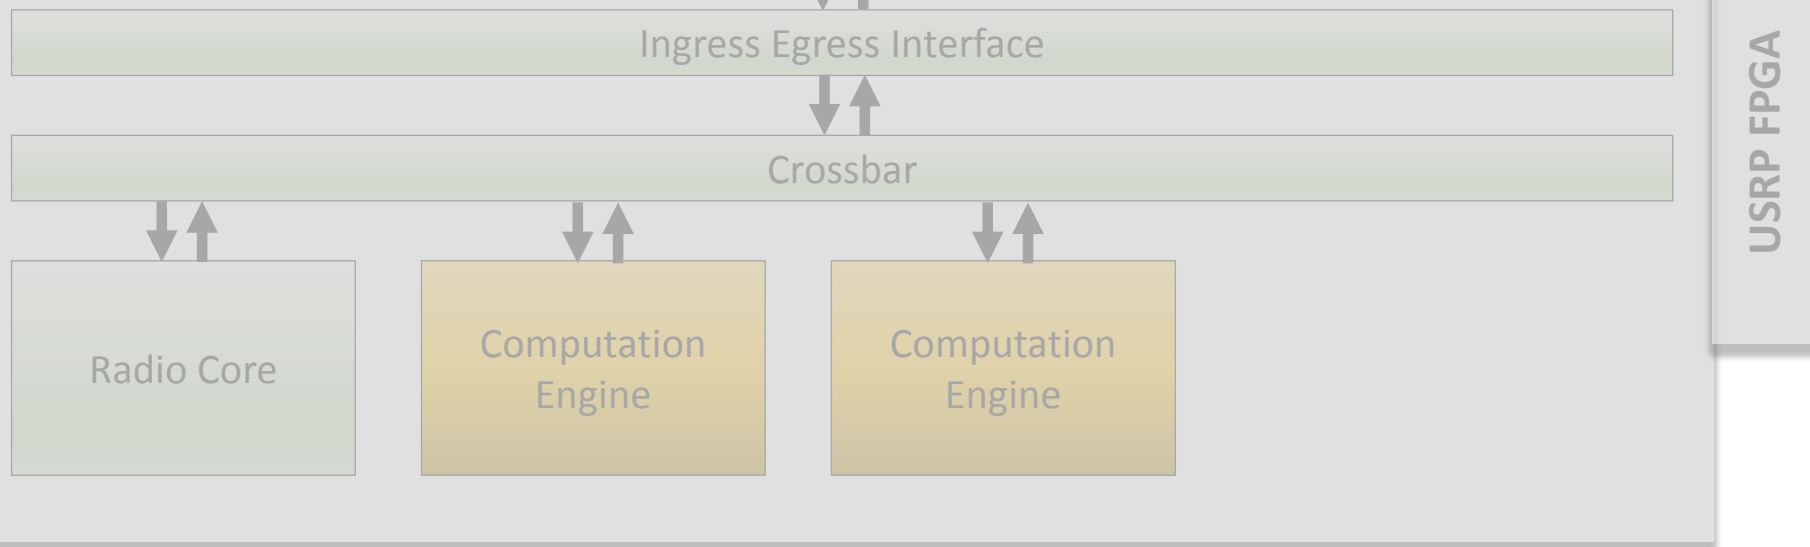 Ingress Egress Interface
USRP FPGA
Crossbar
Radio Core
Computation
Engine
Computation
Engine